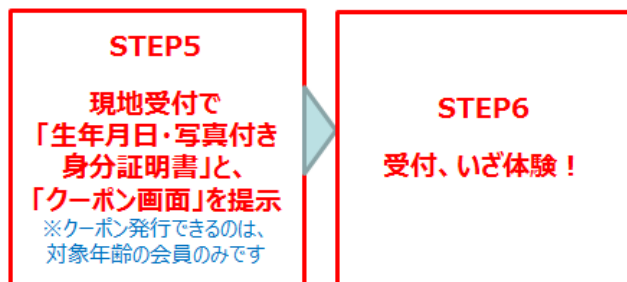 STEP5
現地受付で
「生年月日・写真付き
身分証明書」と、
「クーポン画面」を提示
※クーポン発行できるのは、
対象年齢の会員のみです
STEP6
受付、いざ体験！